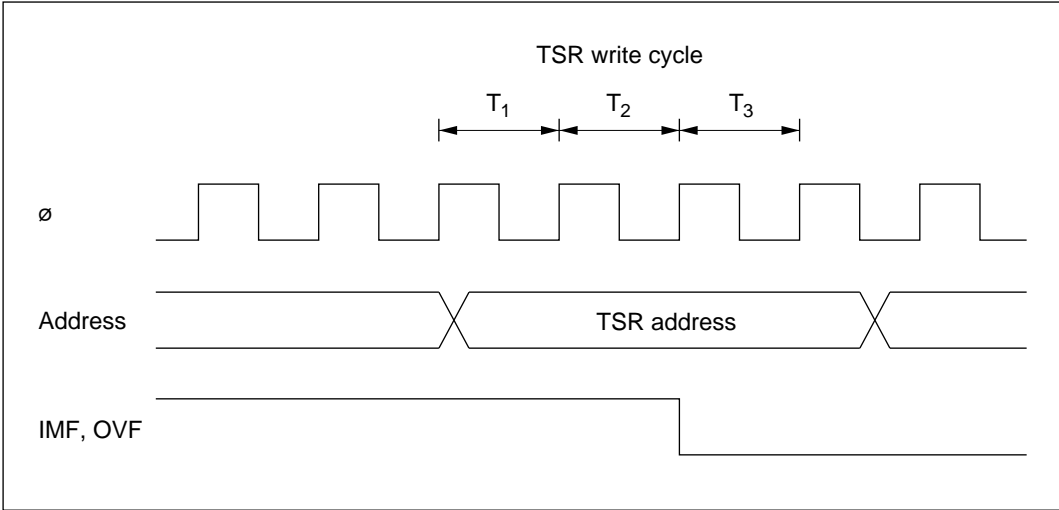 TSR write cycle
T1 T2 T3
ø
Address TSR address
IMF, OVF